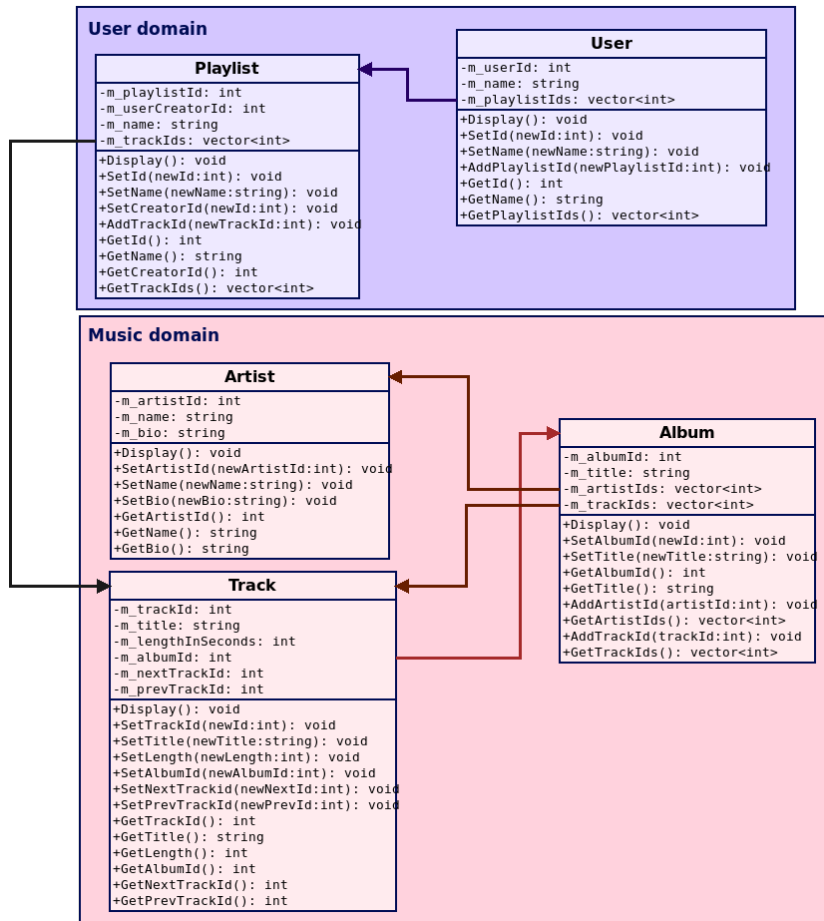 User domain
Playlist
-m_playlistId: int
-m_userCreatorId: int
-m_name: string
-m_trackIds: vector<int>
+Display(): void
+SetId(newId:int): void
+SetName(newName:string): void
+SetCreatorId(newId:int): void
+AddTrackId(newTrackId:int): void
+GetId(): int
+GetName(): string
+GetCreatorId(): int
+GetTrackIds(): vector<int>
User
-m_userId: int
-m_name: string
-m_playlistIds: vector<int>
+Display(): void
+SetId(newId:int): void
+SetName(newName:string): void
+AddPlaylistId(newPlaylistId:int): void
+GetId(): int
+GetName(): string
+GetPlaylistIds(): vector<int>
Music domain
Artist
-m_artistId: int
-m_name: string
-m_bio: string
+Display(): void
+SetArtistId(newArtistId:int): void
+SetName(newName:string): void
+SetBio(newBio:string): void
+GetArtistId(): int
+GetName(): string
+GetBio(): string
Album
-m_albumId: int
-m_title: string
-m_artistIds: vector<int>
-m_trackIds: vector<int>
+Display(): void
+SetAlbumId(newId:int): void
+SetTitle(newTitle:string): void
+GetAlbumId(): int
+GetTitle(): string
+AddArtistId(artistId:int): void
+GetArtistIds(): vector<int>
+AddTrackId(trackId:int): void
+GetTrackIds(): vector<int>
Track
-m_trackId: int
-m_title: string
-m_lengthInSeconds: int
-m_albumId: int
-m_nextTrackId: int
-m_prevTrackId: int
+Display(): void
+SetTrackId(newId:int): void
+SetTitle(newTitle:string): void
+SetLength(newLength:int): void
+SetAlbumId(newAlbumId:int): void
+SetNextTrackid(newNextId:int): void
+SetPrevTrackId(newPrevId:int): void
+GetTrackId(): int
+GetTitle(): string
+GetLength(): int
+GetAlbumId(): int
+GetNextTrackId(): int
+GetPrevTrackId(): int